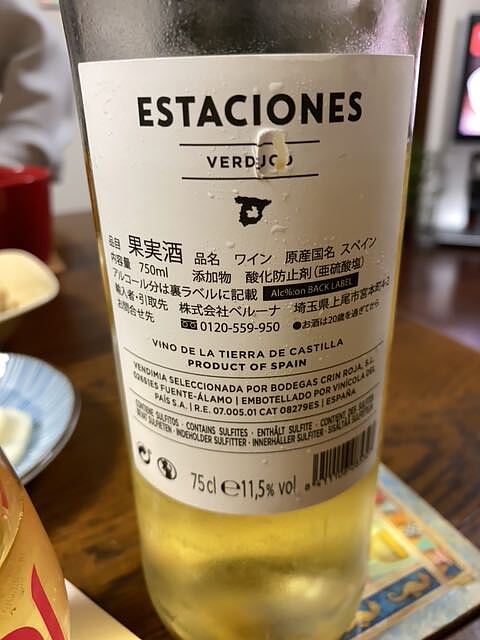 ESTACIONES
VERDEJO
品目 果実酒 品名 ワイン 原産国名 スペイン
内容量 750ml 添加物 酸化防止剤(亜硫酸塩)
アルコール分は裏ラベルに記載 Alc%:on BACK LABEL
輸入者・引取先 株式会社ベルーナ 埼玉県上尾市宮本町4-2
お問合せ先 0120-559-950 ●お酒は20歳を過ぎてから
VINO DE LA TIERRA DE CASTILLA
PRODUCT OF SPAIN
VENDIMIA SELECCIONADA POR BODEGAS CRIN ROJA, S.L.
02651ES FUENTE-ÁLAMO | EMBOTELLADO POR VINÍCOLA DEL
PAÍS S.A. | R.E. 07.005.01 CAT 08279ES | ESPAÑA
CONTIENE SULFITOS · CONTAINS SULFITES · ENTHÄLT SULFITE · CONTIENT DES SULFITES
BEVAT SULFIETEN · INDEHOLDER SULFITTER · INNEHÅLLER SULFITER ·
75cl e 11,5% vol